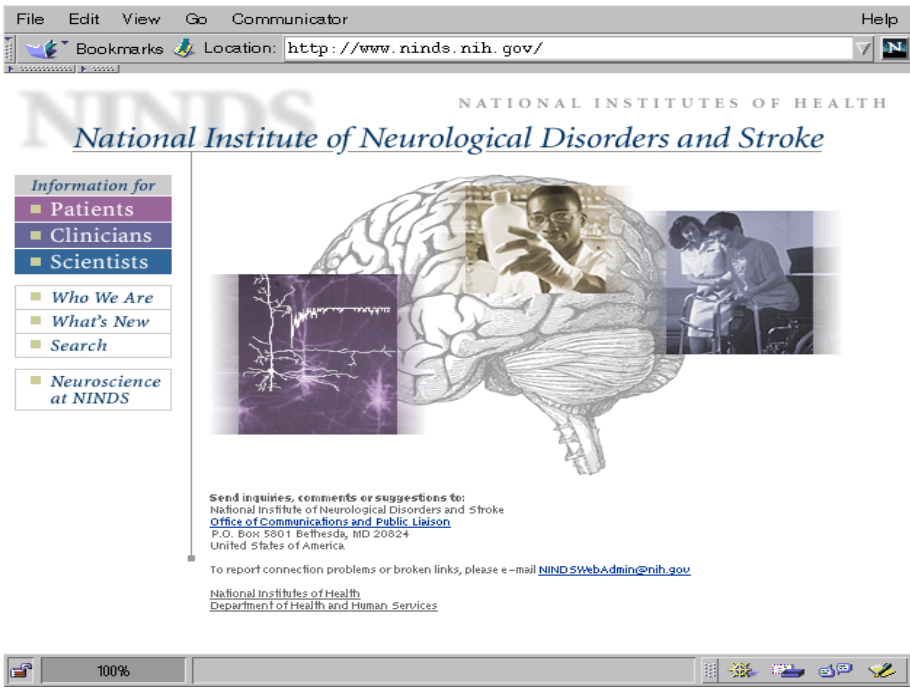 File Edit View Go Communicator Help
Bookmarks Location: http://www.ninds.nih.gov/
N
NINDS
NATIONAL INSTITUTES OF HEALTH
National Institute of Neurological Disorders and Stroke
Information for
Patients
Clinicians
Scientists
Who We Are
What's New
Search
Neuroscience
at NINDS
Send inquiries, comments or suggestions to:
National Institute of Neurological Disorders and Stroke
Office of Communications and Public Liaison
P.O. Box 5801 Bethesda, MD 20824
United States of America
To report connection problems or broken links, please e-mail NINDSWebAdmin@nih.gov
National Institutes of Health
Department of Health and Human Services
100%